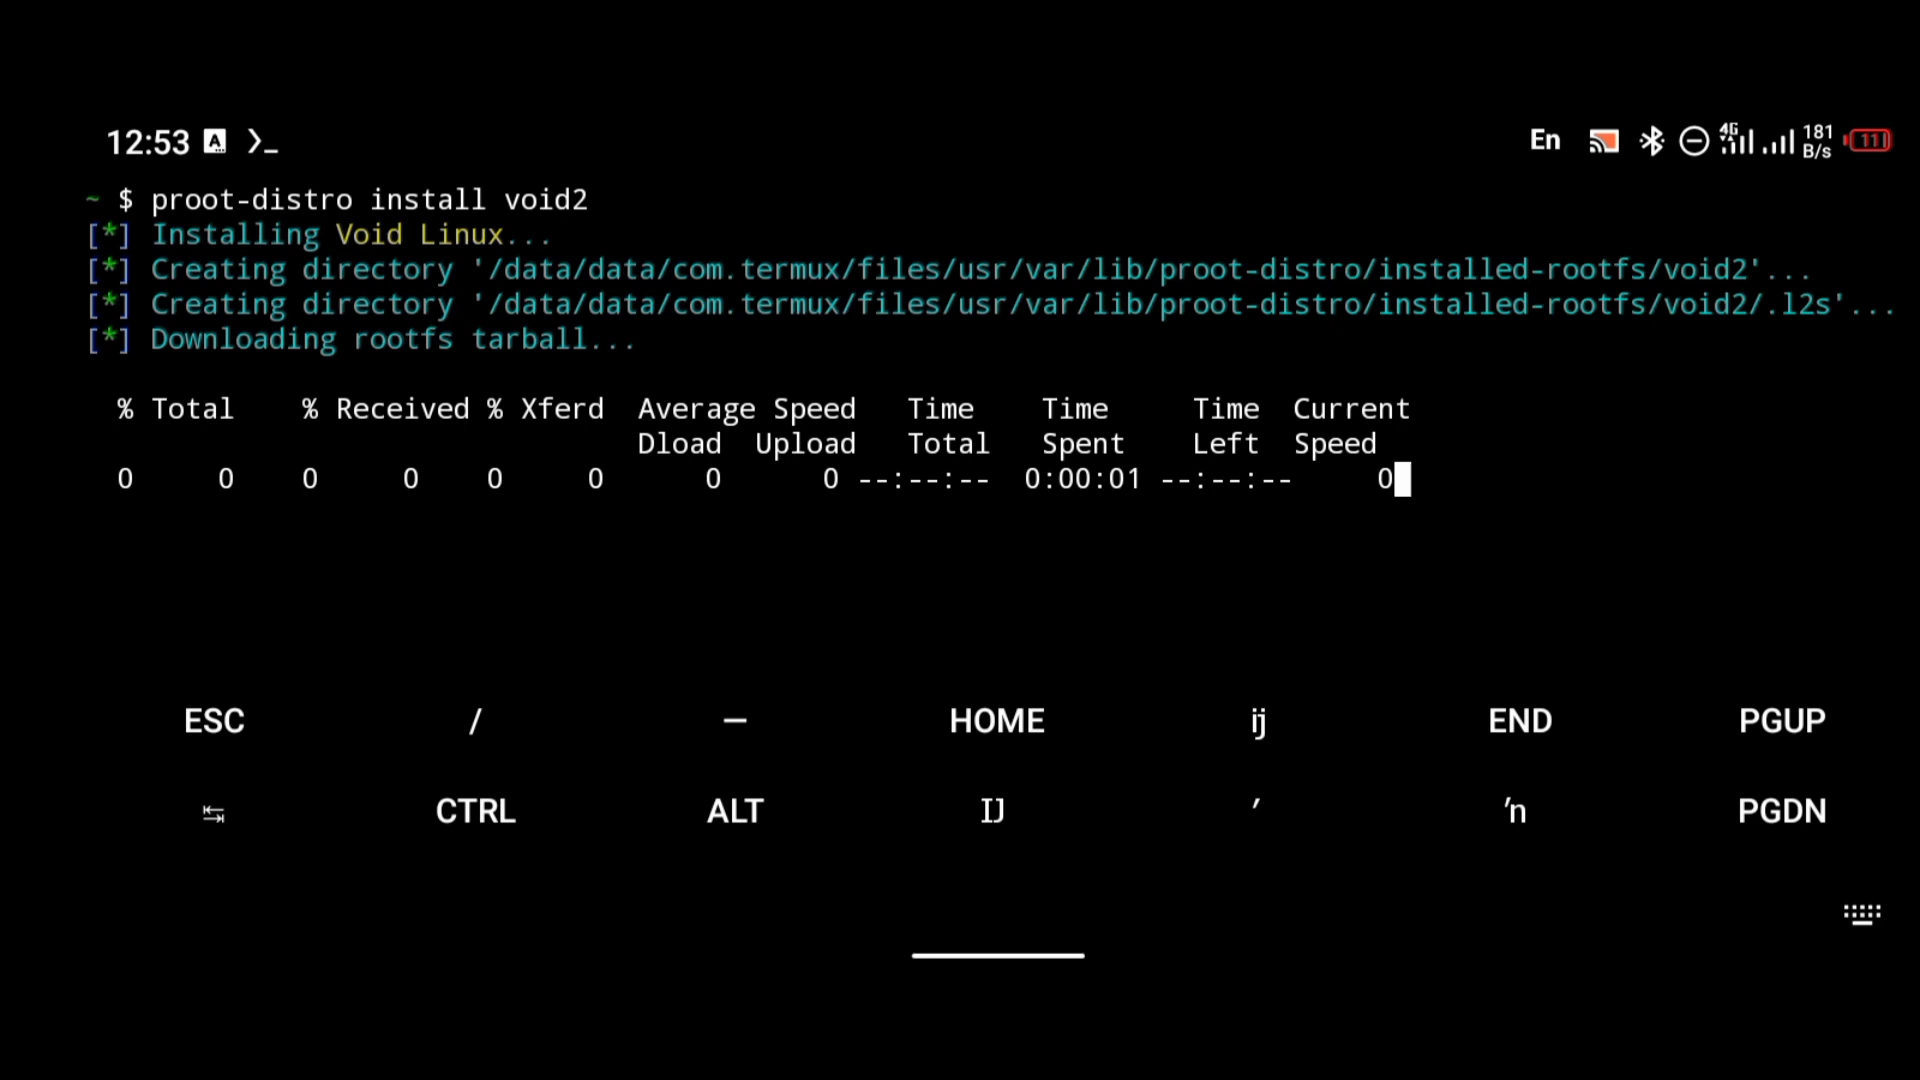 12:53 A >_ En 4G 181 B/s 11
~ $ proot-distro install void2
[*] Installing Void Linux...
[*] Creating directory '/data/data/com.termux/files/usr/var/lib/proot-distro/installed-rootfs/void2'...
[*] Creating directory '/data/data/com.termux/files/usr/var/lib/proot-distro/installed-rootfs/void2/.l2s'...
[*] Downloading rootfs tarball...
% Total % Received % Xferd Average Speed Time Time Time Current
Dload Upload Total Spent Left Speed
0 0 0 0 0 0 0 0 --:--:-- 0:00:01 --:--:-- 0
ESC / — HOME ĳ END PGUP
↹ CTRL ALT Ĳ ′ ŉ PGDN